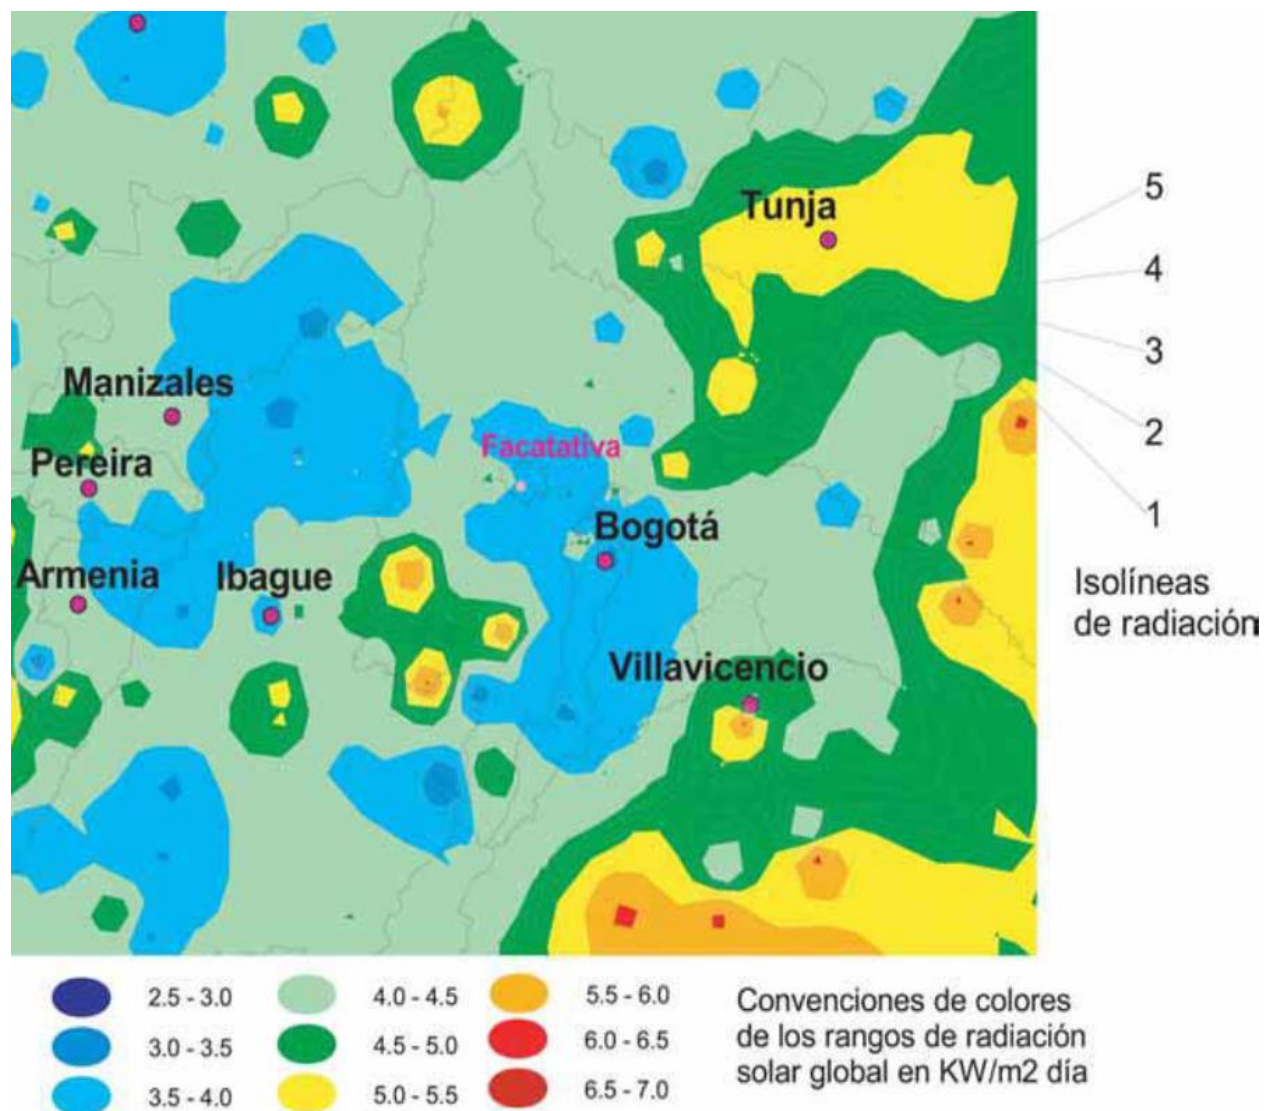 Tunja
5
4
3
2
1
Manizales
Facatativa
Pereira
Bogotá
Armenia
Ibague
Isolíneas
de radiación
Villavicencio
2.5 - 3.0
4.0 - 4.5
5.5 - 6.0
3.0 - 3.5
4.5 - 5.0
6.0 - 6.5
3.5 - 4.0
5.0 - 5.5
6.5 - 7.0
Convenciones de colores
de los rangos de radiación
solar global en KW/m2 día